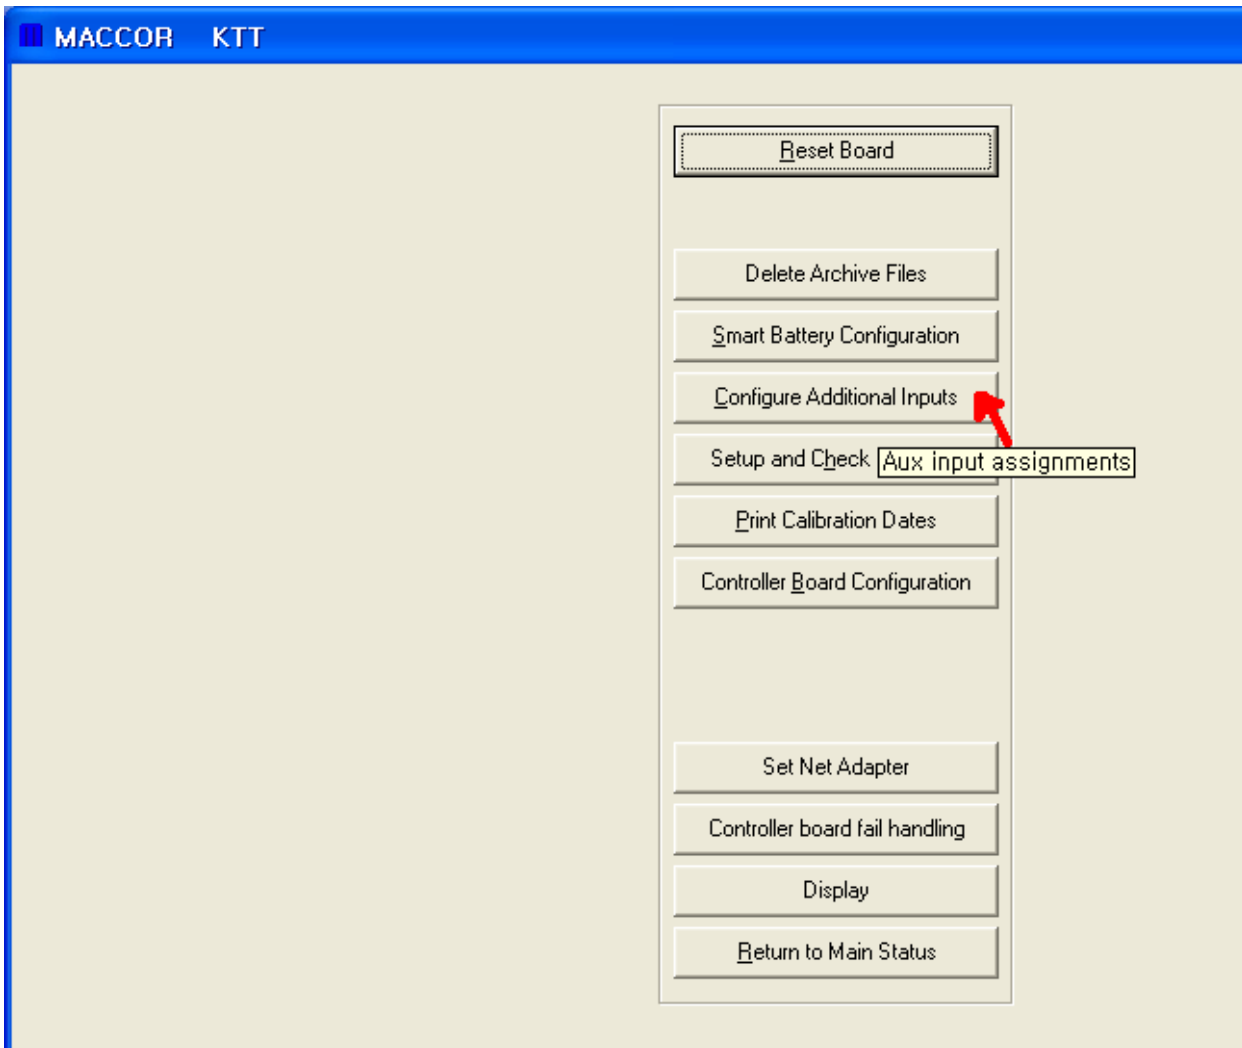 MACCOR KTT
Reset Board
Delete Archive Files
Smart Battery Configuration
Configure Additional Inputs
Setup and Check
Aux input assignments
Print Calibration Dates
Controller Board Configuration
Set Net Adapter
Controller board fail handling
Display
Return to Main Status